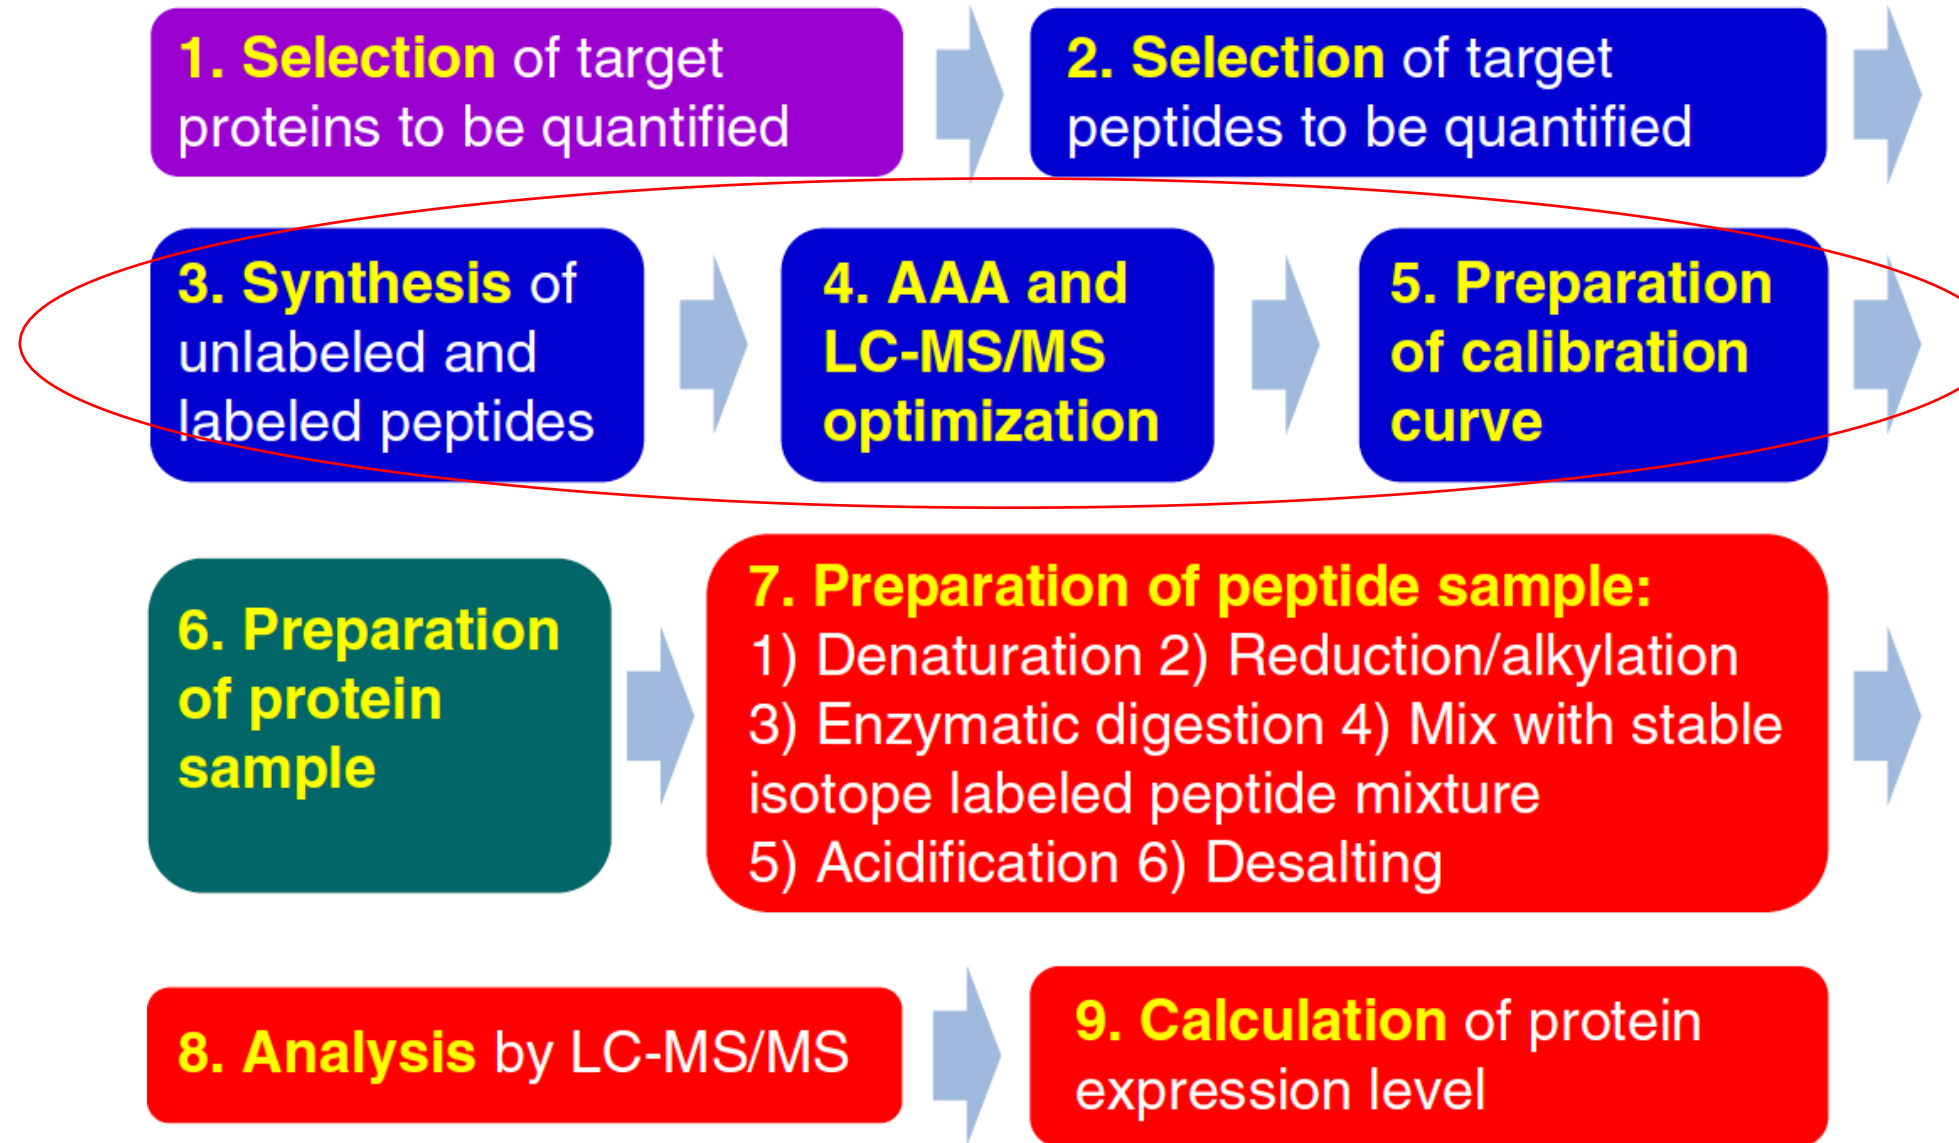 1. Selection of target
proteins to be quantified
2. Selection of target
peptides to be quantified
3. Synthesis of
unlabeled and
labeled peptides
4. AAA and
LC-MS/MS
optimization
5. Preparation
of calibration
curve
6. Preparation
of protein
sample
7. Preparation of peptide sample:
1) Denaturation 2) Reduction/alkylation
3) Enzymatic digestion 4) Mix with stable
isotope labeled peptide mixture
5) Acidification 6) Desalting
8. Analysis by LC-MS/MS
9. Calculation of protein
expression level